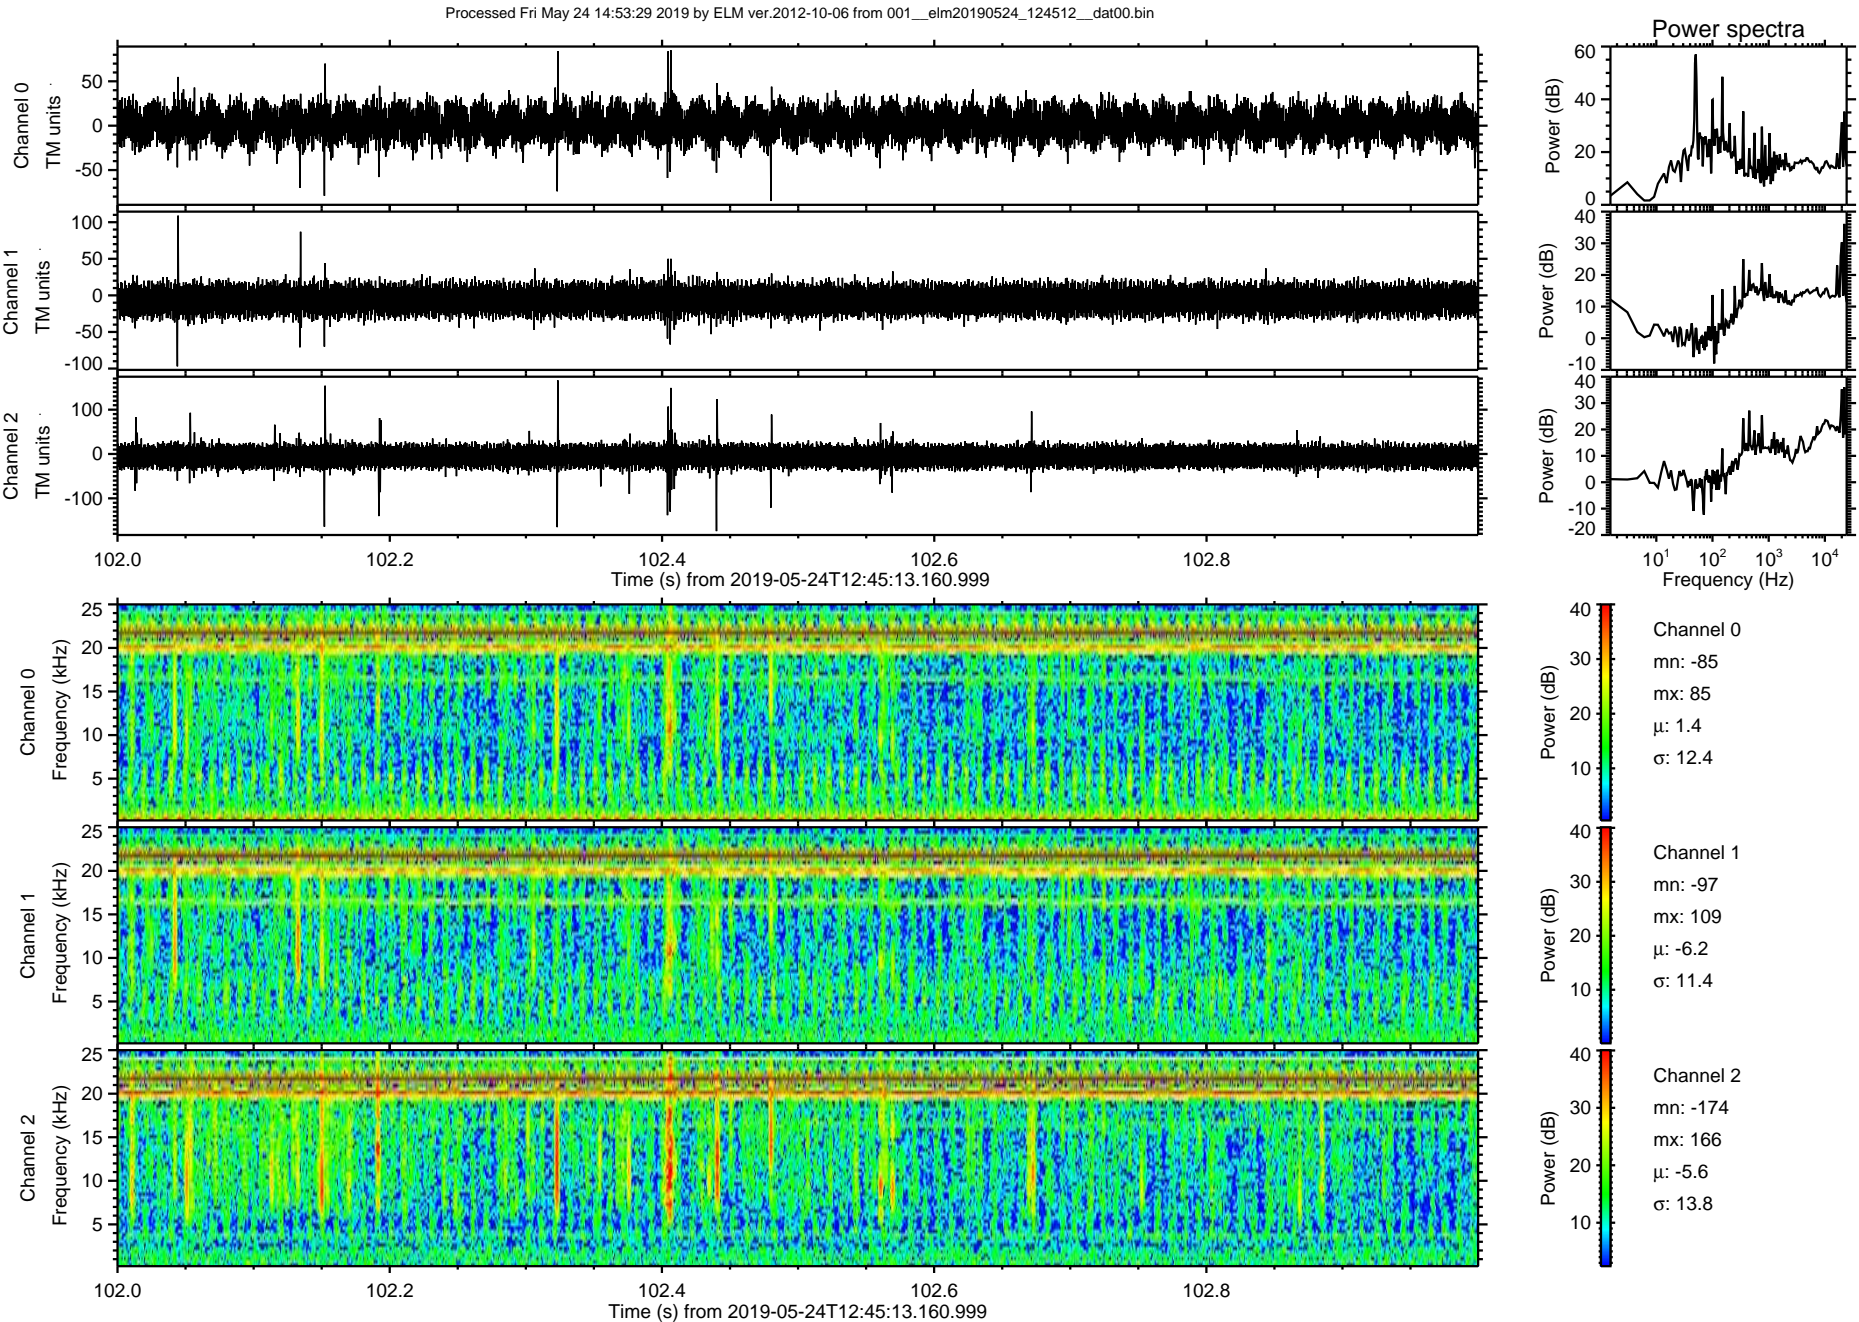 Processed Fri May 24 14:53:29 2019 by ELM ver.2012-10-06 from 001__elm20190524_124512__dat00.bin
Power spectra
Channel 0
TM units
50
0
-50
Power (dB)
60
40
20
0
Channel 1
TM units
100
50
0
-50
-100
Power (dB)
40
30
20
10
0
-10
Channel 2
TM units
100
0
-100
Power (dB)
40
30
20
10
0
-10
-20
102.0 102.2 102.4 102.6 102.8
Time (s) from 2019-05-24T12:45:13.160.999
10^1 10^2 10^3 10^4
Frequency (Hz)
Channel 0
Frequency (kHz)
25
20
15
10
5
Power (dB)
40
30
20
10
Channel 0
mn: -85
mx: 85
μ: 1.4
σ: 12.4
Channel 1
Frequency (kHz)
25
20
15
10
5
Power (dB)
40
30
20
10
Channel 1
mn: -97
mx: 109
μ: -6.2
σ: 11.4
Channel 2
Frequency (kHz)
25
20
15
10
5
Power (dB)
40
30
20
10
Channel 2
mn: -174
mx: 166
μ: -5.6
σ: 13.8
102.0 102.2 102.4 102.6 102.8
Time (s) from 2019-05-24T12:45:13.160.999